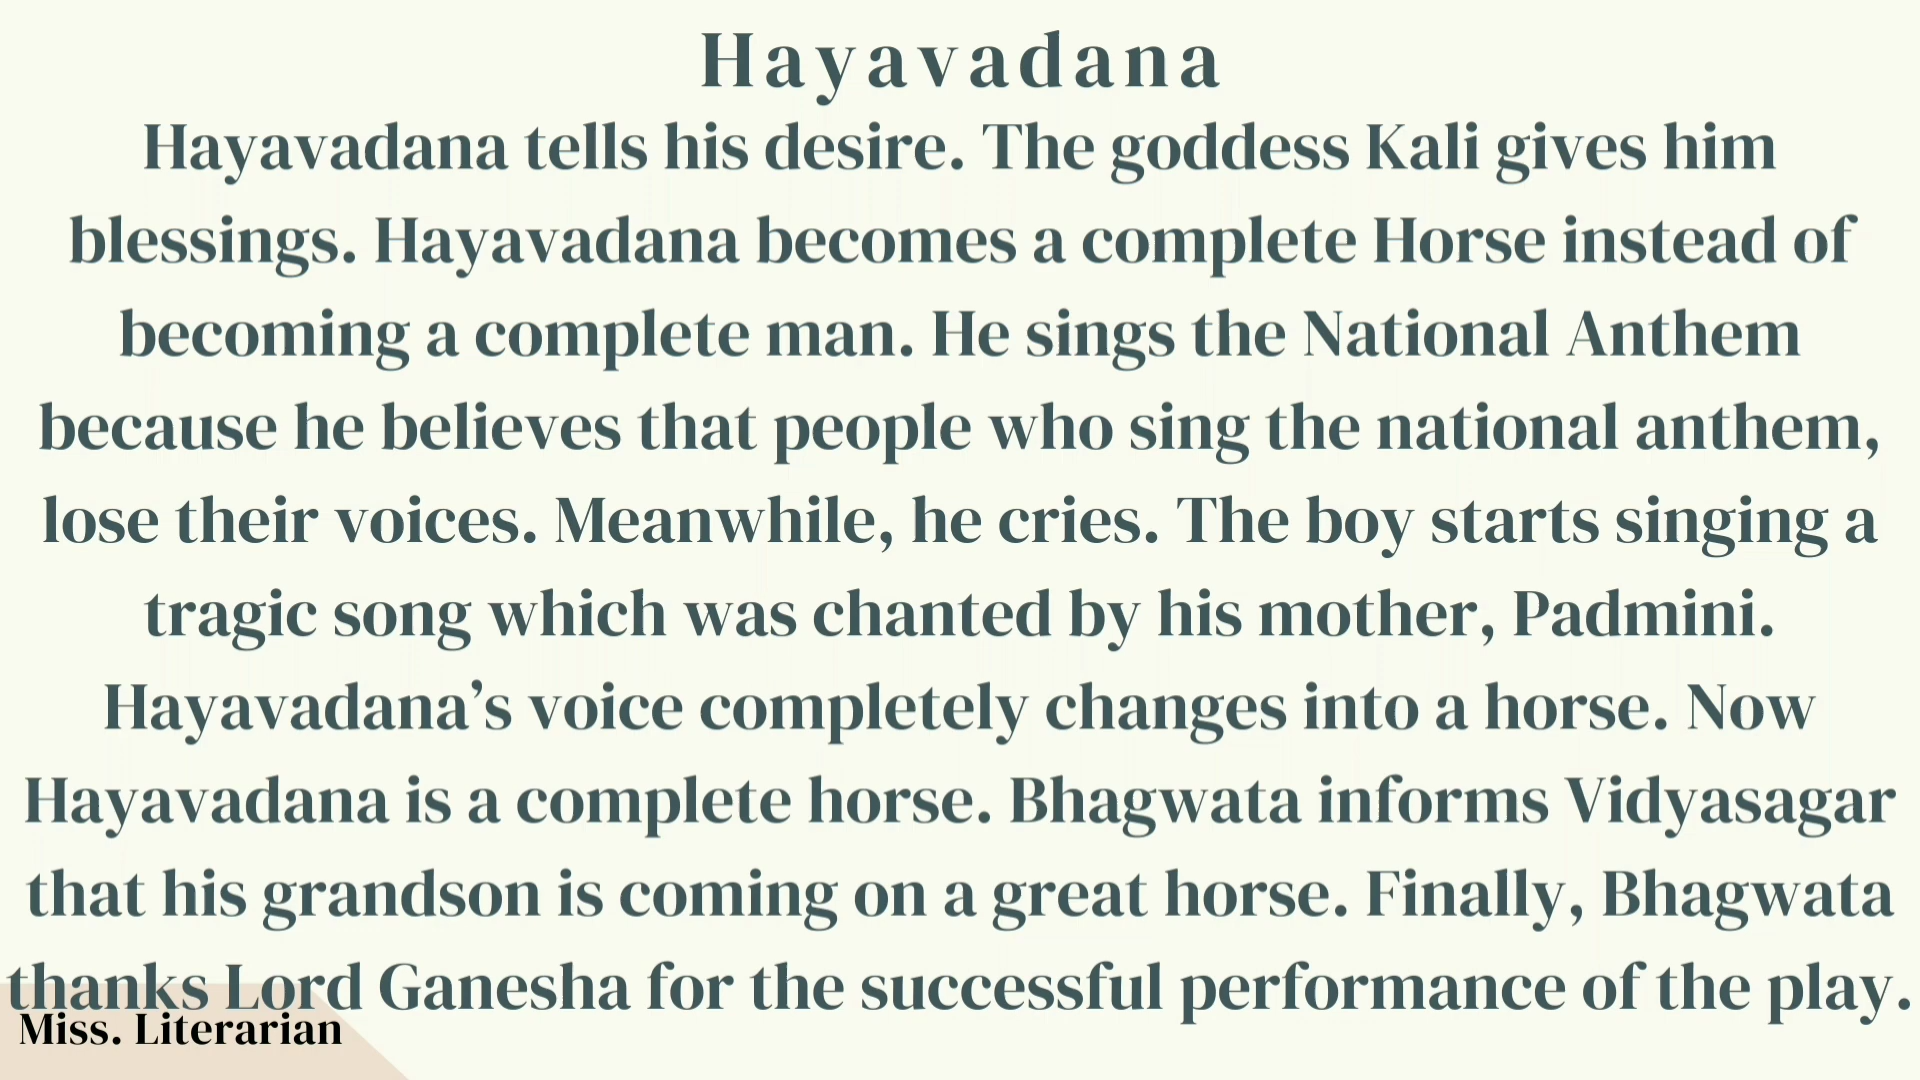 Hayavadana
Hayavadana tells his desire. The goddess Kali gives him
blessings. Hayavadana becomes a complete Horse instead of
becoming a complete man. He sings the National Anthem
because he believes that people who sing the national anthem,
lose their voices. Meanwhile, he cries. The boy starts singing a
tragic song which was chanted by his mother, Padmini.
Hayavadana’s voice completely changes into a horse. Now
Hayavadana is a complete horse. Bhagwata informs Vidyasagar
that his grandson is coming on a great horse. Finally, Bhagwata
thanks Lord Ganesha for the successful performance of the play.
Miss. Literarian